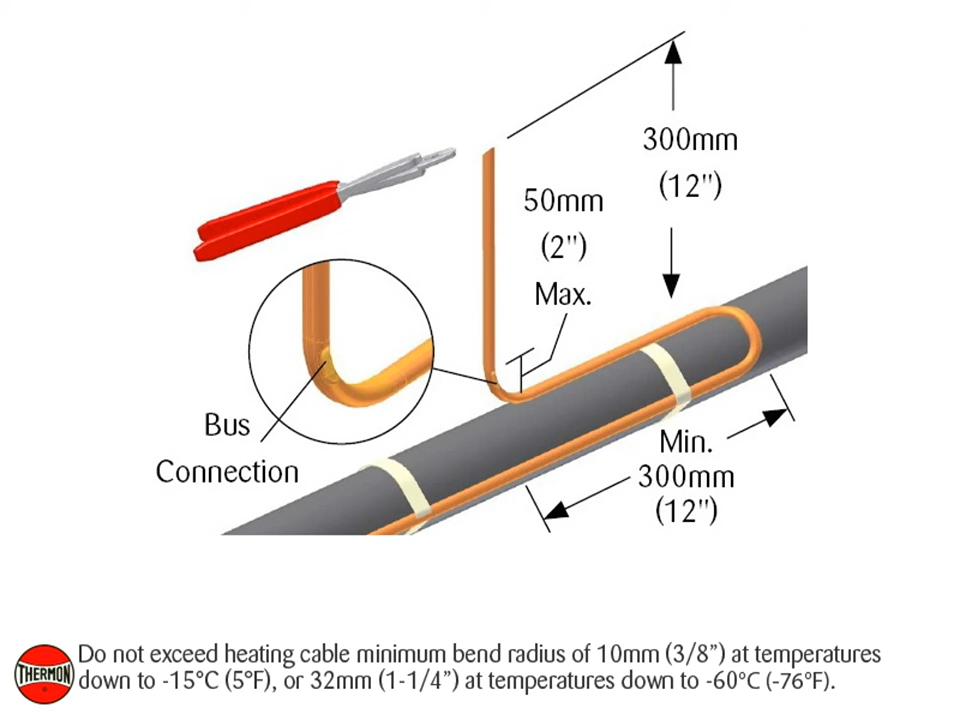 300mm
(12")
50mm
(2")
Max.
Bus
Connection
Min.
300mm
(12")
THERMON
Do not exceed heating cable minimum bend radius of 10mm (3/8”) at temperatures
down to -15°C (5°F), or 32mm (1-1/4”) at temperatures down to -60°C (-76°F).